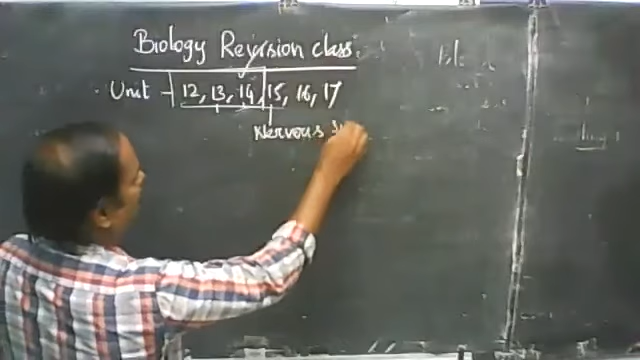 Biology Revision class
Unit - 12, 13, 14, 15, 16, 17
Nervous